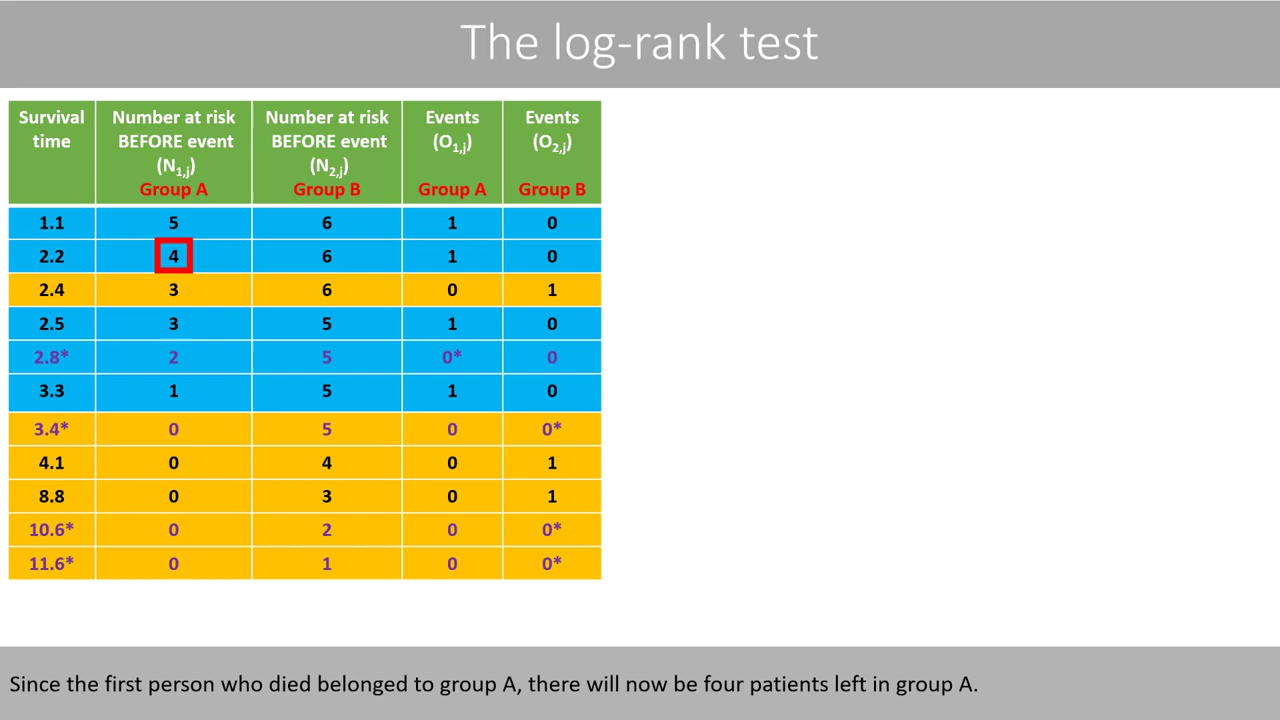 The log-rank test
Survival time | Number at risk BEFORE event (N1,j) Group A | Number at risk BEFORE event (N2,j) Group B | Events (O1,j) Group A | Events (O2,j) Group B
1.1 5 6 1 0
2.2 4 6 1 0
2.4 3 6 0 1
2.5 3 5 1 0
2.8* 2 5 0* 0
3.3 1 5 1 0
3.4* 0 5 0 0*
4.1 0 4 0 1
8.8 0 3 0 1
10.6* 0 2 0 0*
11.6* 0 1 0 0*
Since the first person who died belonged to group A, there will now be four patients left in group A.